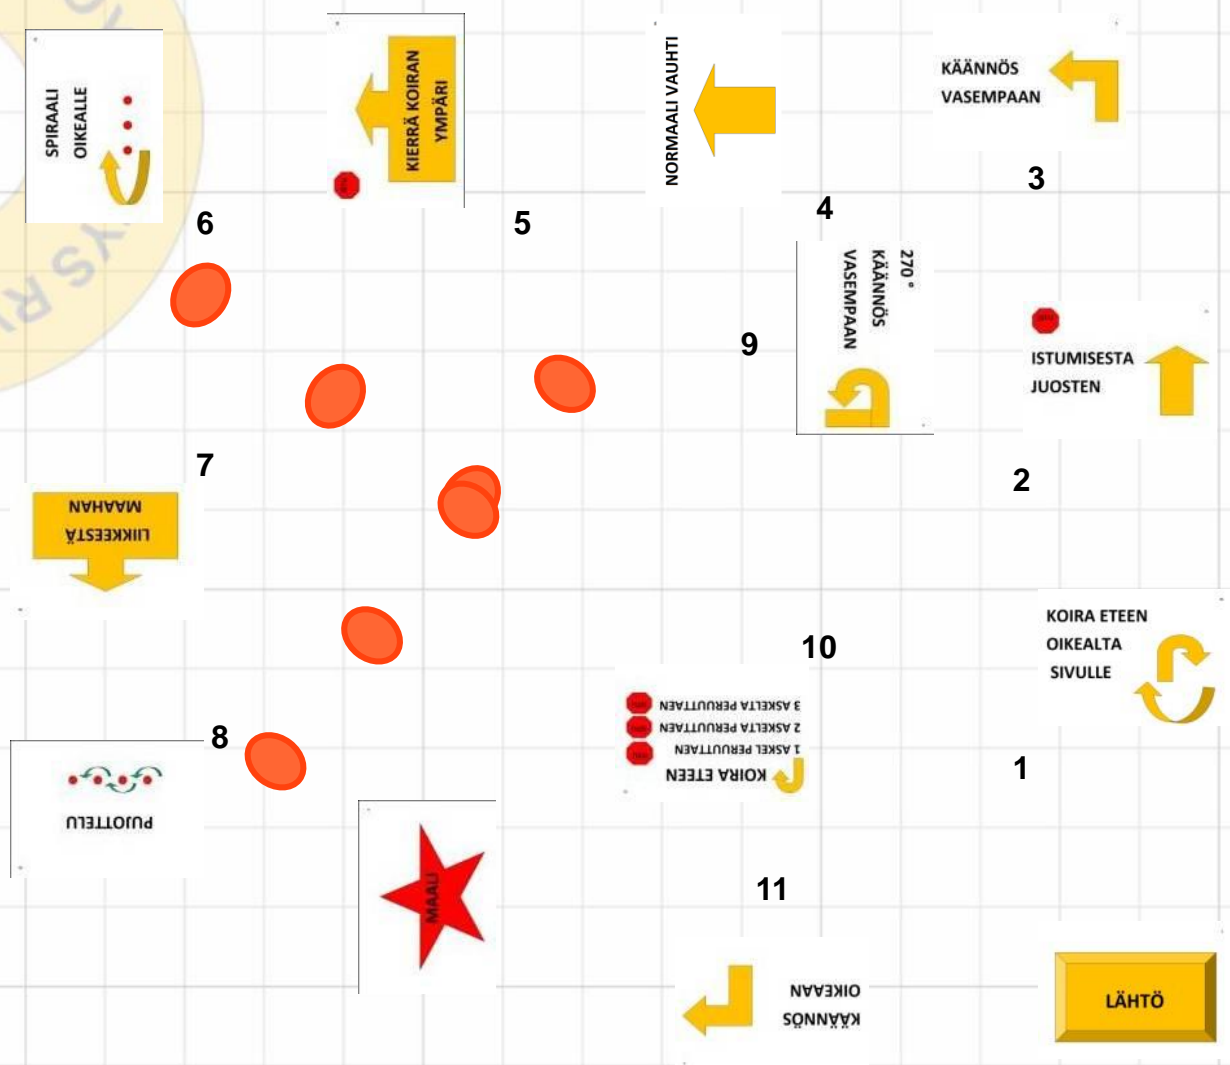 SPIRAALI
OIKEALLE
6
KIERRÄ KOIRAN
YMPÄRI
5
NORMAALI VAUHTI
4
KÄÄNNÖS
VASEMPAAN
3
270 °
KÄÄNNÖS
VASEMPAAN
9
ISTUMISESTA
JUOSTEN
2
7
LIIKKEESTÄ
MAAHAN
KOIRA ETEEN
OIKEALTA
SIVULLE
1
10
KOIRA ETEEN
1 ASKEL PERUUTTAEN
2 ASKELTA PERUUTTAEN
3 ASKELTA PERUUTTAEN
8
PUJOTTELU
MAALI
11
KÄÄNNÖS
OIKEAAN
LÄHTÖ
YS R